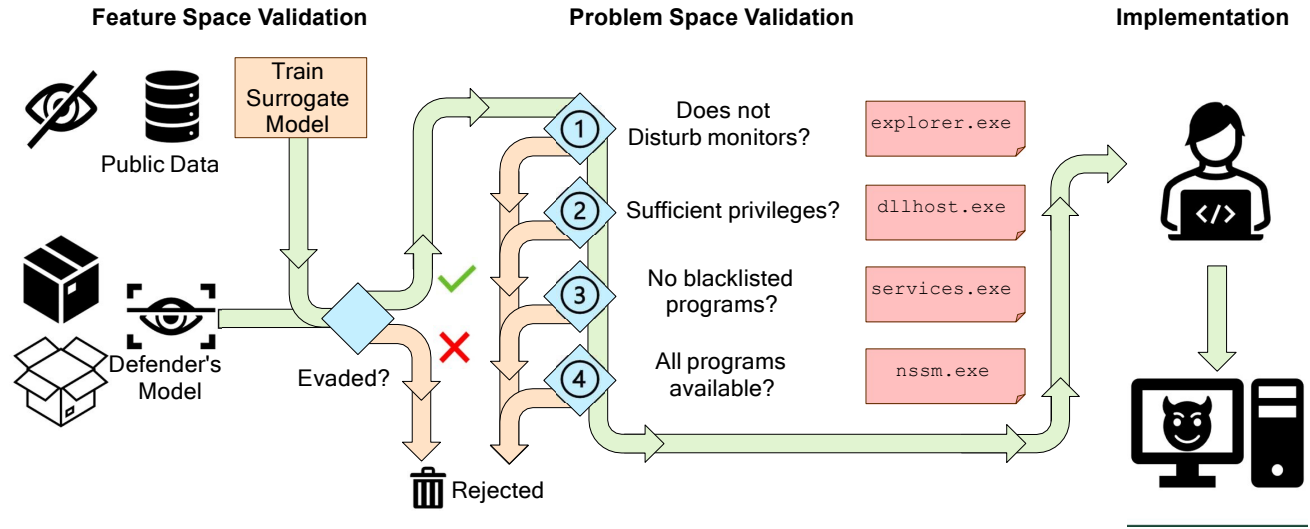 Feature Space Validation
Problem Space Validation
Implementation
Train
Surrogate
Model
Public Data
Defender's
Model
Evaded?
Rejected
1
Does not
Disturb monitors?
explorer.exe
2
Sufficient privileges?
dllhost.exe
3
No blacklisted
programs?
services.exe
4
All programs
available?
nssm.exe
</>